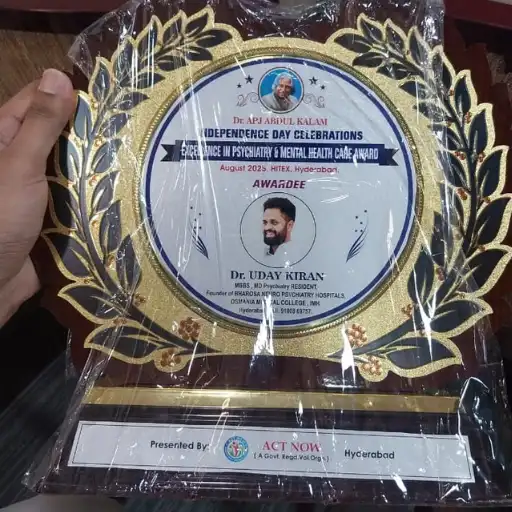 Dr. APJ ABDUL KALAM
INDEPENDENCE DAY CELEBRATIONS
EXCELLENCE IN PSYCHIATRY & MENTAL HEALTH CARE AWARD
August 2025, HITEX, Hyderabad.
AWARDEE
Dr. UDAY KIRAN
MBBS, MD Psychiatry RESIDENT,
Founder of BHAROSA NEURO PSYCHIATRY HOSPITALS,
OSMANIA MEDICAL COLLEGE, IMH
Hyderabad
Presented By: ACT NOW Hyderabad
( A Govt. Regd.Vol.Orgn.)